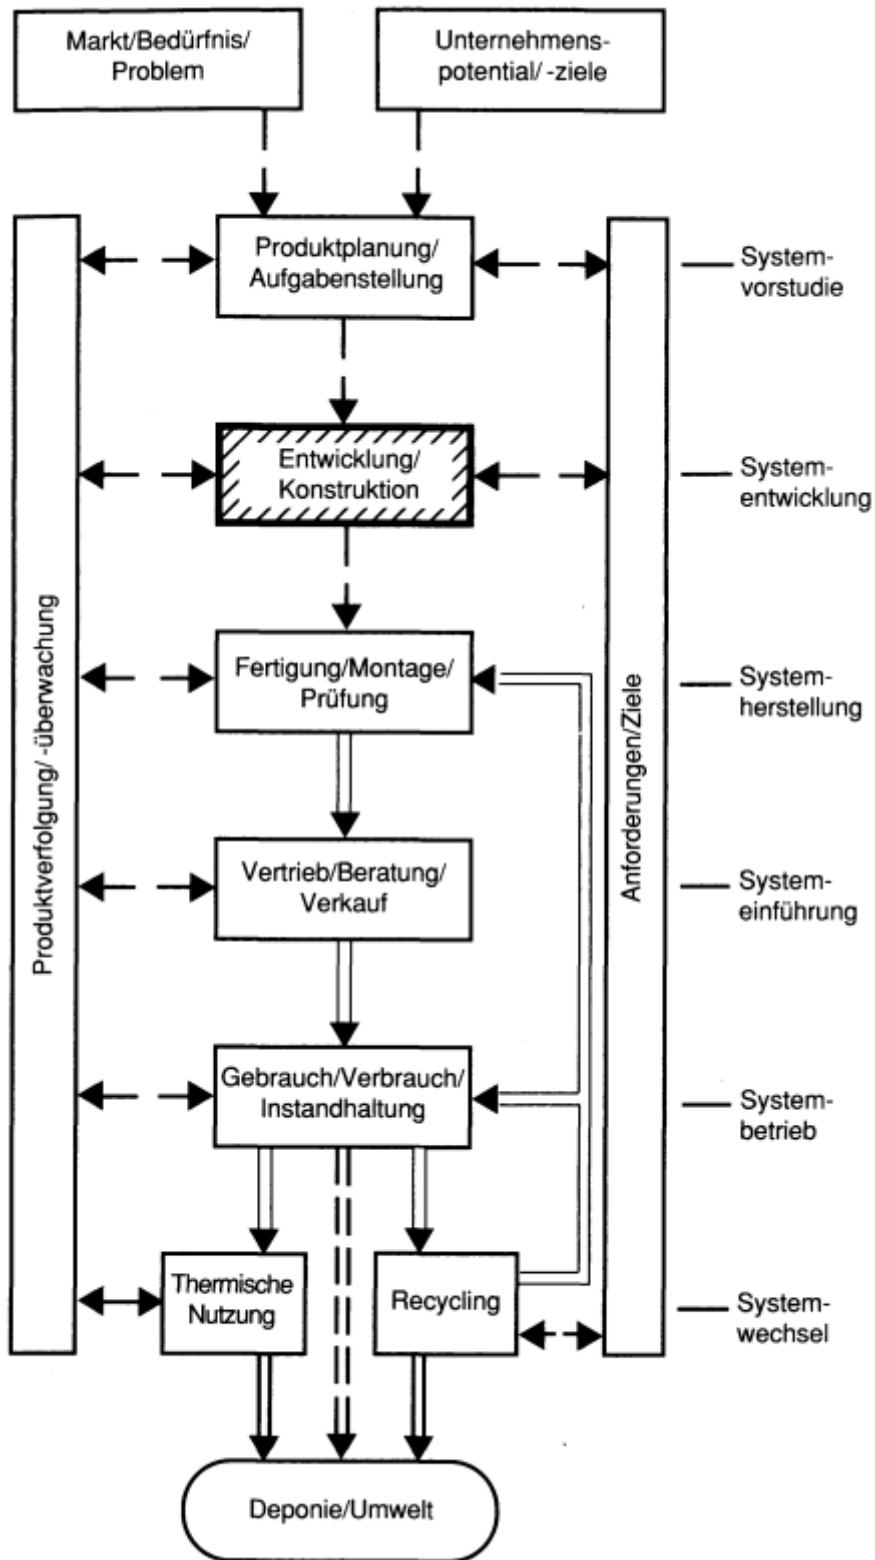 Markt/Bedürfnis/
Problem
Unternehmens-
potential/ -ziele
Produktplanung/
Aufgabenstellung
System-
vorstudie
Entwicklung/
Konstruktion
System-
entwicklung
Produktverfolgung/ -überwachung
Anforderungen/Ziele
Fertigung/Montage/
Prüfung
System-
herstellung
Vertrieb/Beratung/
Verkauf
System-
einführung
Gebrauch/Verbrauch/
Instandhaltung
System-
betrieb
Thermische
Nutzung
Recycling
System-
wechsel
Deponie/Umwelt